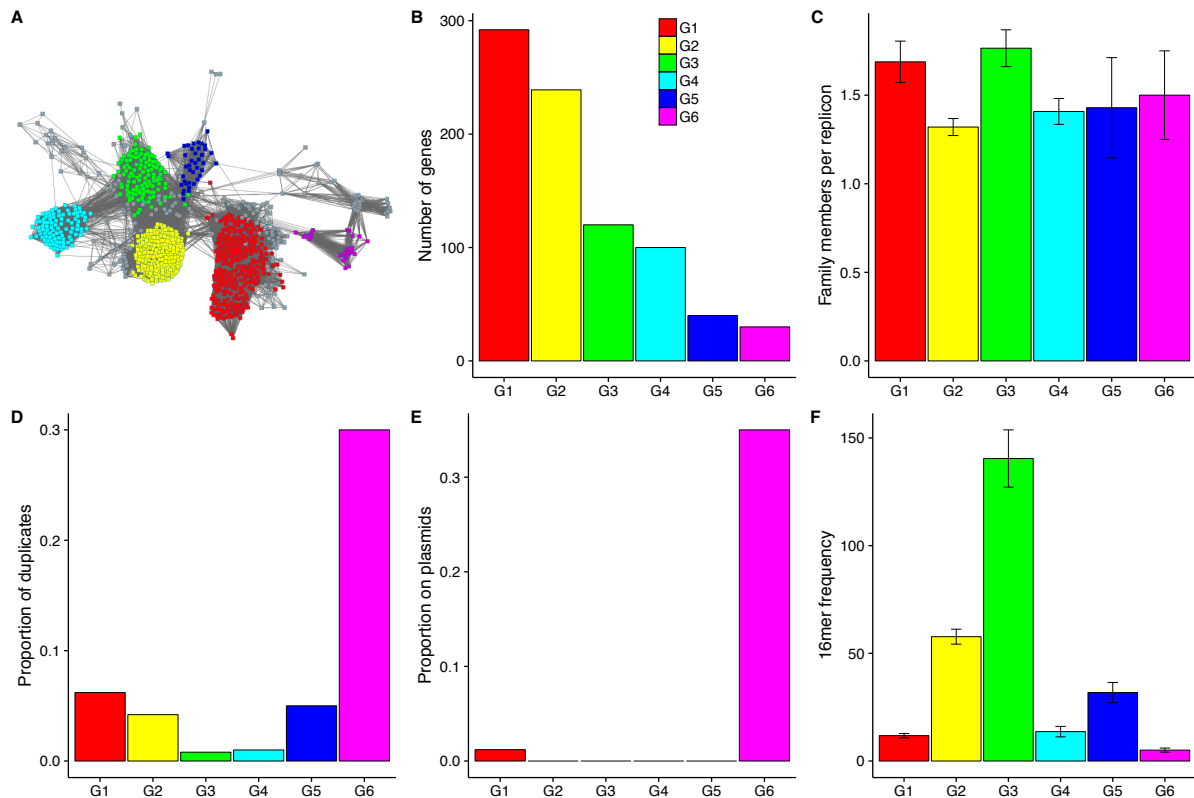 A
B
Number of genes
300
200
100
0
G1
G2
G3
G4
G5
G6
G1 G2 G3 G4 G5 G6
C
Family members per replicon
1.5
1.0
0.5
0.0
G1 G2 G3 G4 G5 G6
D
Proportion of duplicates
0.3
0.2
0.1
0.0
G1 G2 G3 G4 G5 G6
E
Proportion on plasmids
0.3
0.2
0.1
0.0
G1 G2 G3 G4 G5 G6
F
16mer frequency
150
100
50
0
G1 G2 G3 G4 G5 G6